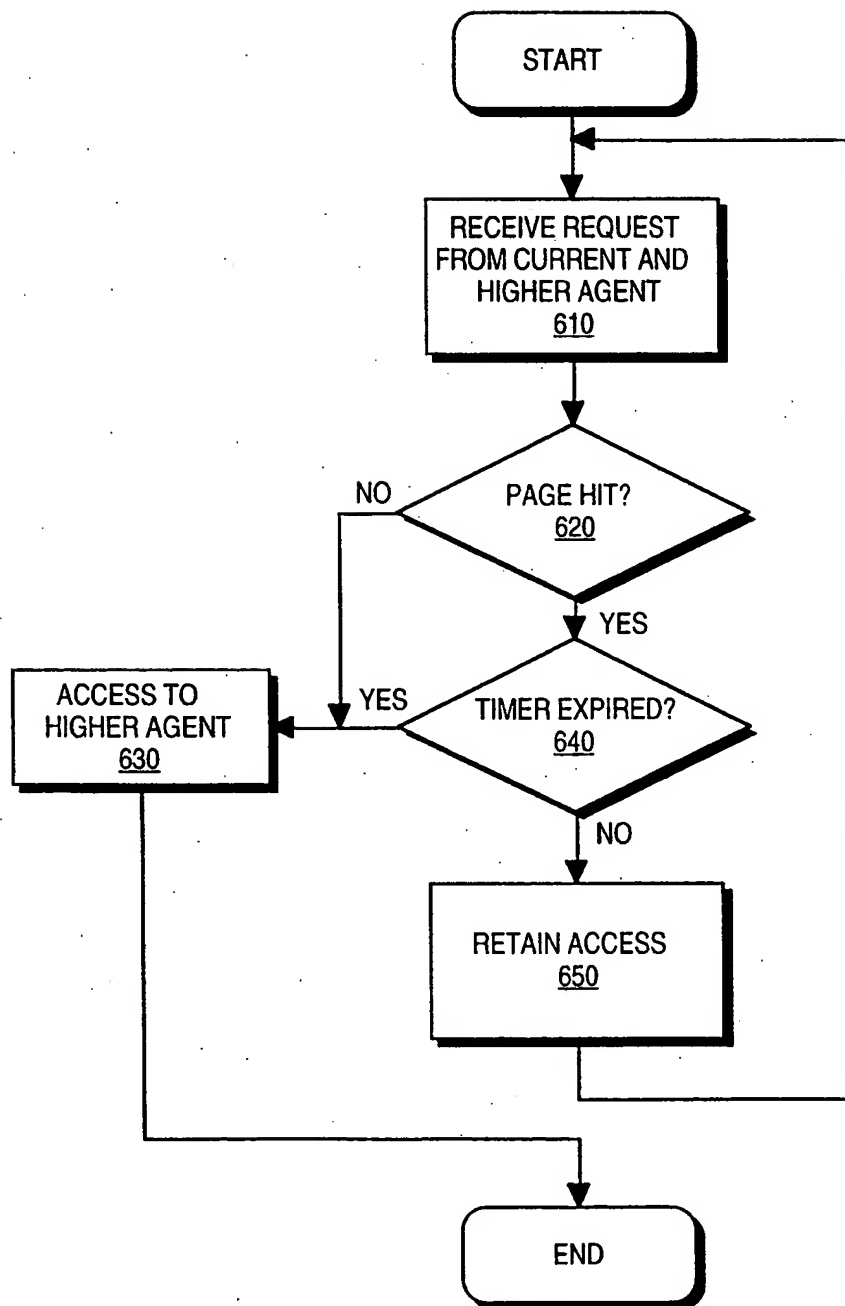 START
RECEIVE REQUEST
FROM CURRENT AND
HIGHER AGENT
610
NO
PAGE HIT?
620
YES
ACCESS TO
HIGHER AGENT
630
YES
TIMER EXPIRED?
640
NO
RETAIN ACCESS
650
END